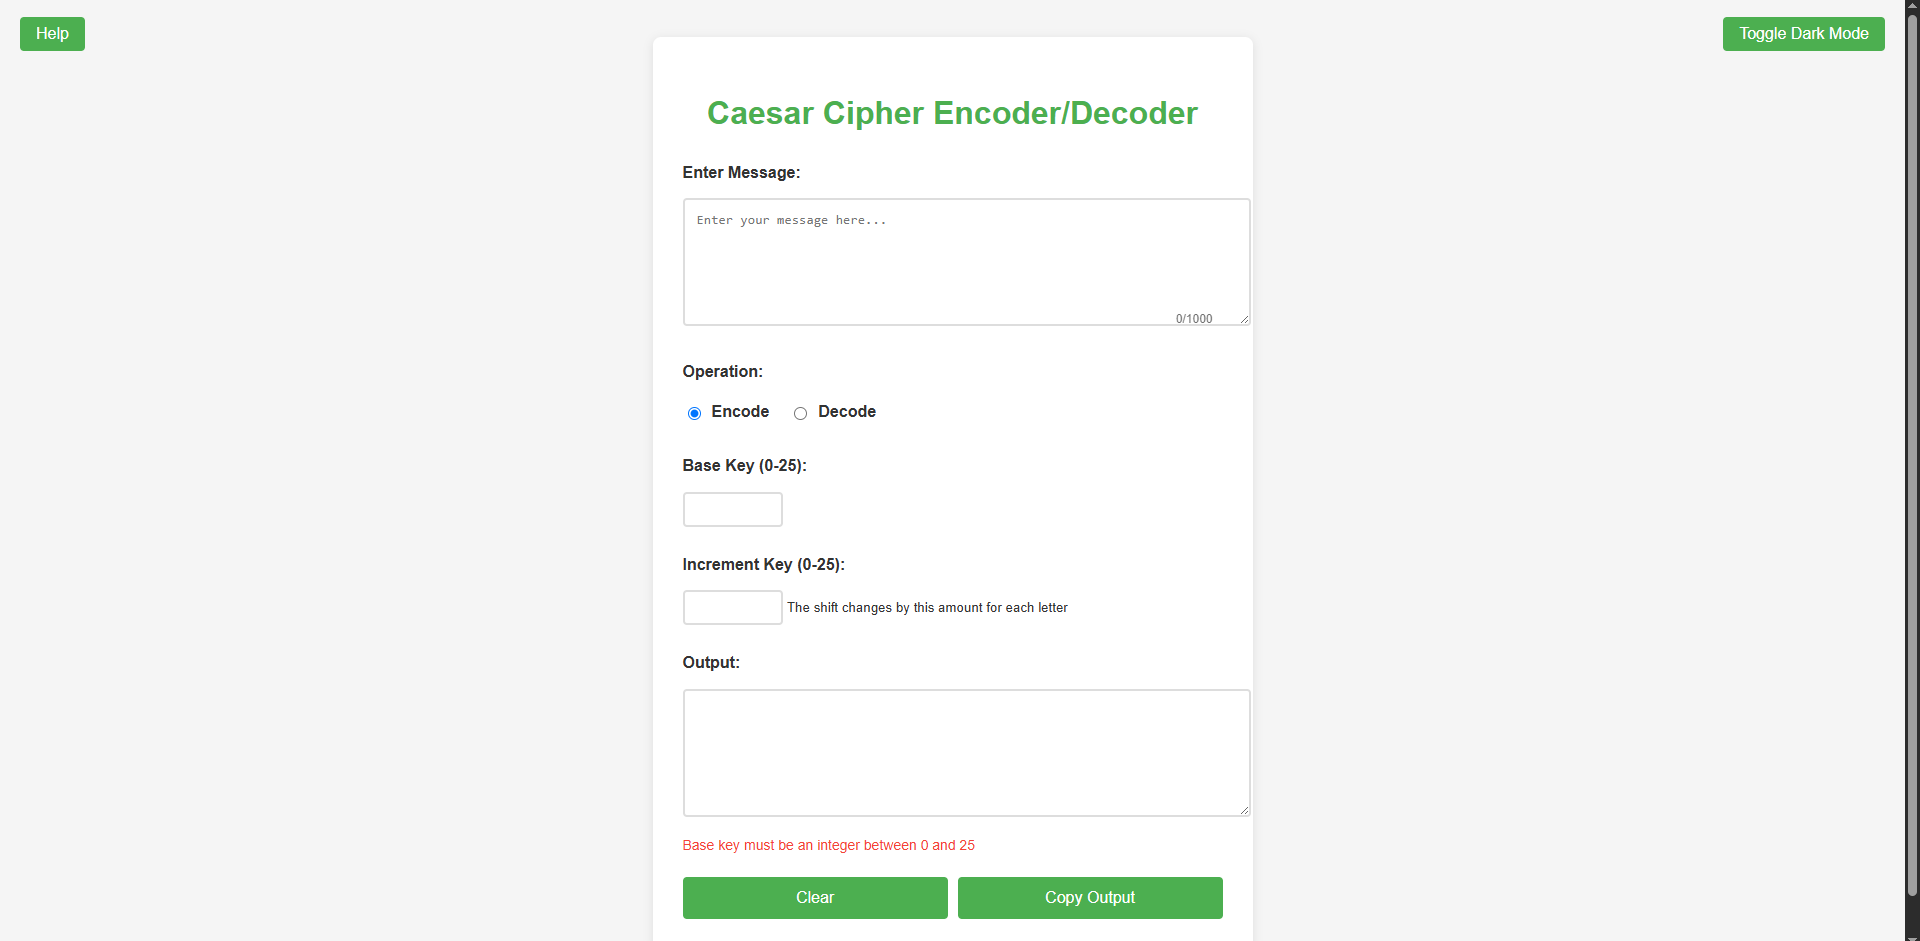 Help
Toggle Dark Mode
Caesar Cipher Encoder/Decoder
Enter Message:
Enter your message here...
0/1000
Operation:
Encode
Decode
Base Key (0-25):
Increment Key (0-25):
The shift changes by this amount for each letter
Output:
Base key must be an integer between 0 and 25
Clear
Copy Output